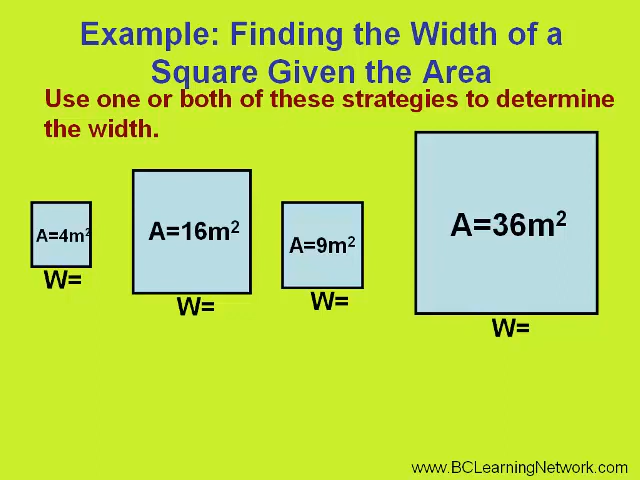 Example: Finding the Width of a
Square Given the Area
Use one or both of these strategies to determine
the width.
A=4m²
A=16m²
A=9m²
A=36m²
W=
W=
W=
W=
www.BCLearningNetwork.com